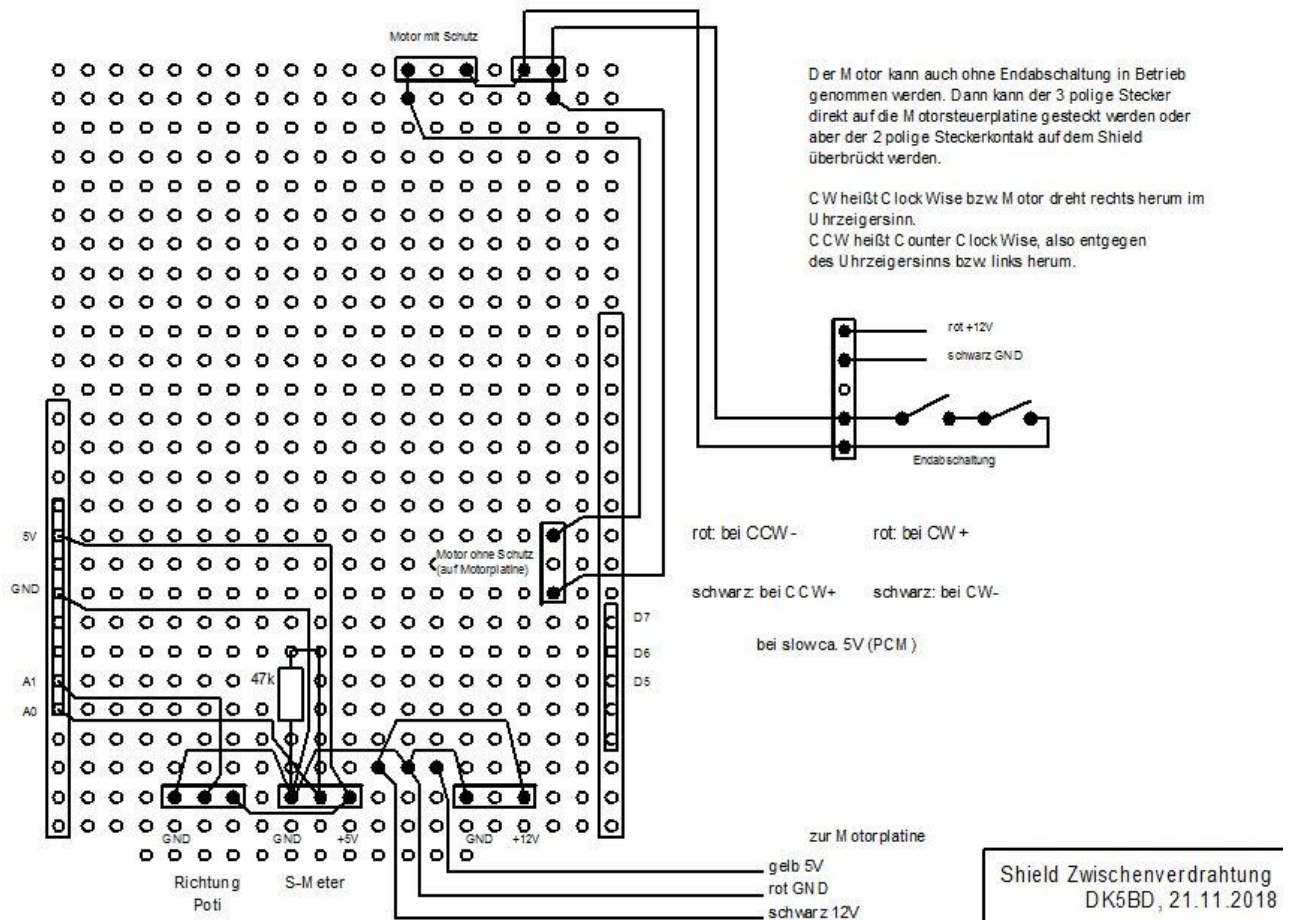 Motor mit Schutz
Der Motor kann auch ohne Endabschaltung in Betrieb
genommen werden. Dann kann der 3 polige Stecker
direkt auf die Motorsteuerplatine gesteckt werden oder
aber der 2 polige Steckerkontakt auf dem Shield
überbrückt werden.
CW heißt Clock Wise bzw. Motor dreht rechts herum im
Uhrzeigersinn.
CCW heißt Counter Clock Wise, also entgegen
des Uhrzeigersinns bzw. links herum.
rot +12V
schwarz GND
Endabschaltung
5V
GND
A1
A0
Motor ohne Schutz
(auf Motorplatine)
rot: bei CCW - rot: bei CW +
schwarz: bei CCW+ schwarz: bei CW-
bei slow ca. 5V (PCM)
D7
D6
D5
47k
GND GND +5V GND +12V
Richtung
Poti
S-Meter
zur Motorplatine
gelb 5V
rot GND
schwarz 12V
Shield Zwischenverdrahtung
DK5BD, 21.11.2018